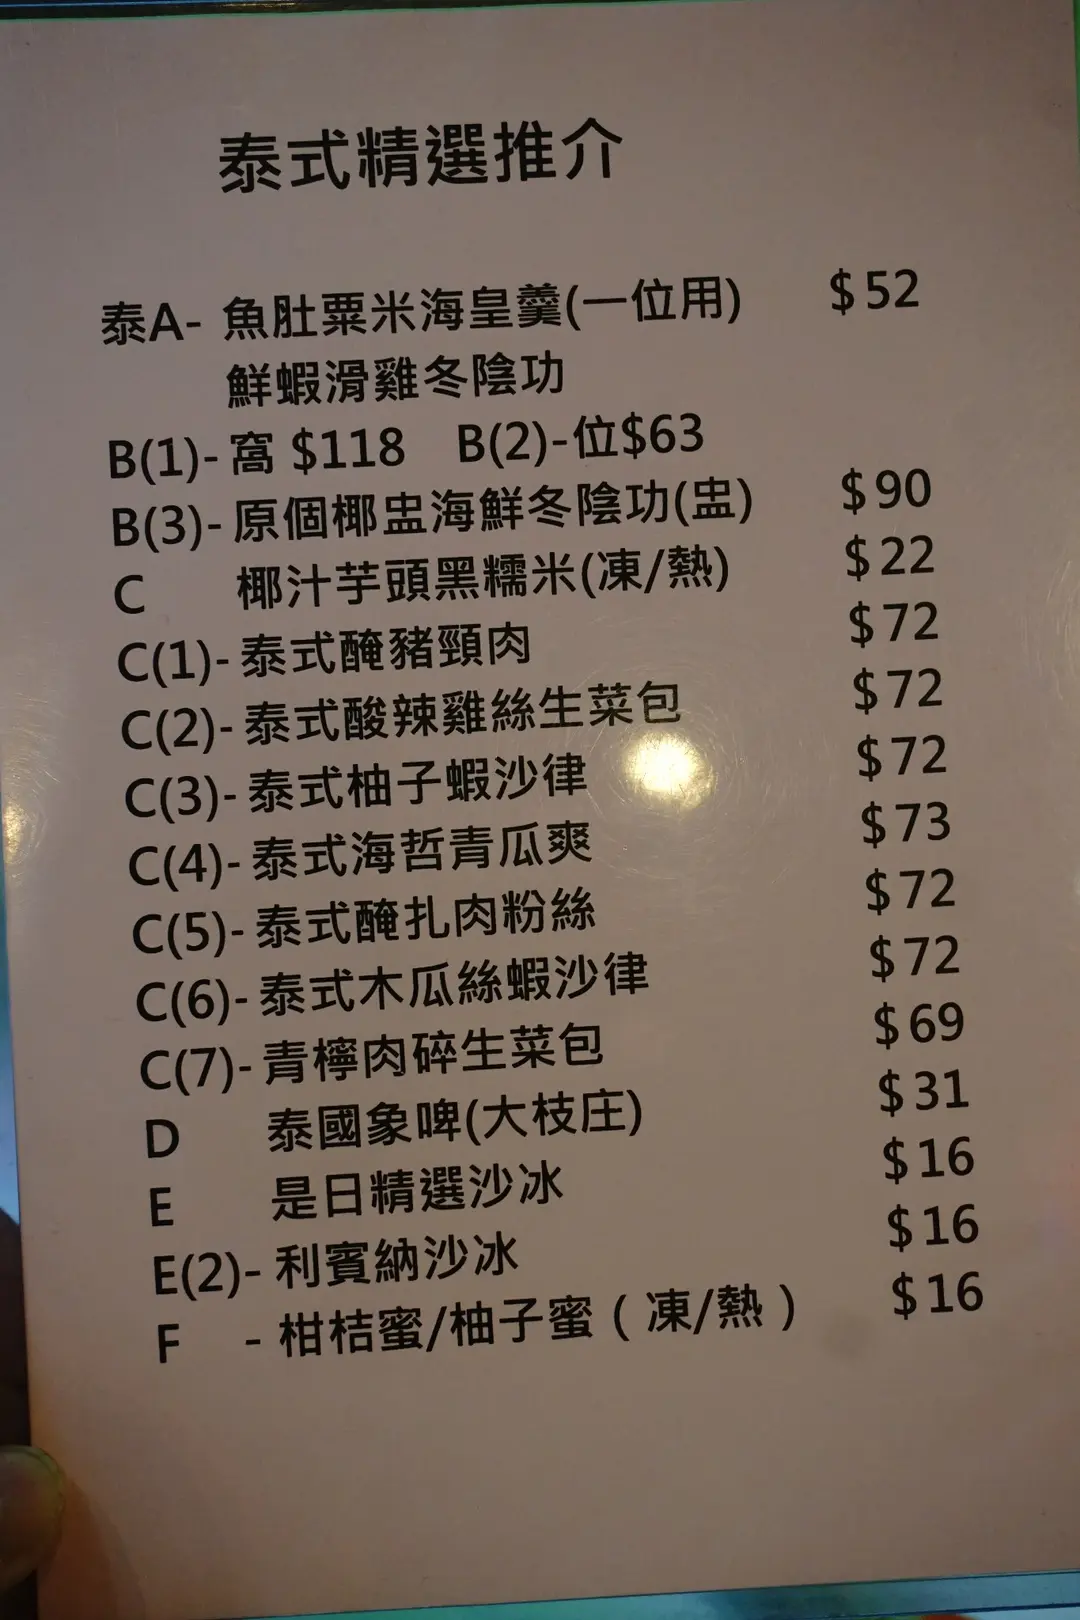 泰式精選推介
泰A- 魚肚粟米海皇羹(一位用) $52
鮮蝦滑雞冬陰功
B(1)- 窩 $118 B(2)-位$63
B(3)- 原個椰盅海鮮冬陰功(盅) $90
C 椰汁芋頭黑糯米(凍/熱) $22
C(1)- 泰式醃豬頸肉 $72
C(2)- 泰式酸辣雞絲生菜包 $72
C(3)- 泰式柚子蝦沙律 $72
C(4)- 泰式海哲青瓜爽 $73
C(5)- 泰式醃扎肉粉絲 $72
C(6)- 泰式木瓜絲蝦沙律 $72
C(7)- 青檸肉碎生菜包 $69
D 泰國象啤(大枝庄) $31
E 是日精選沙冰 $16
E(2)- 利賓納沙冰 $16
F - 柑桔蜜/柚子蜜 ( 凍/熱 ) $16